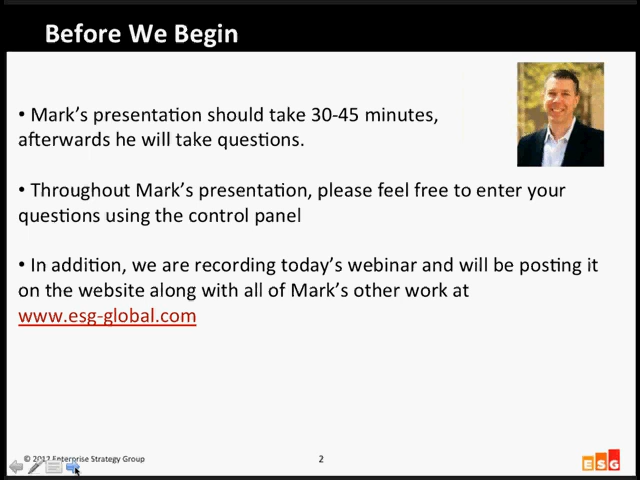 Before We Begin
• Mark's presentation should take 30-45 minutes,
afterwards he will take questions.
• Throughout Mark's presentation, please feel free to enter your
questions using the control panel
• In addition, we are recording today's webinar and will be posting it
on the website along with all of Mark's other work at
www.esg-global.com
© 2012 Enterprise Strategy Group
2
ESG